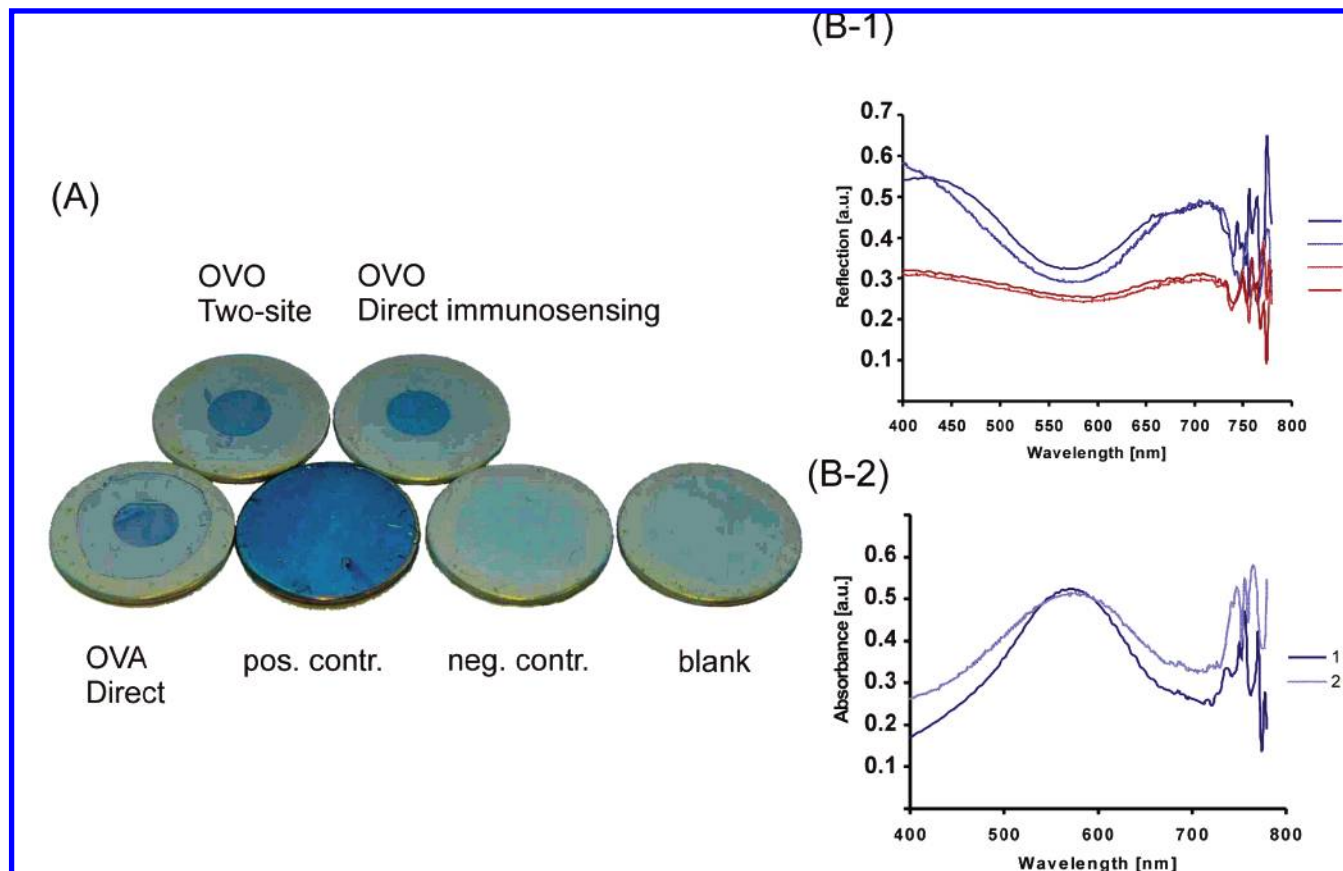 (A)
OVO
Two-site
OVO
Direct immunosensing
OVA
Direct
pos. contr.
neg. contr.
blank
(B-1)
Reflection [a.u.]
0.7
0.6
0.5
0.4
0.3
0.2
0.1
400 450 500 550 600 650 700 750 800
Wavelength [nm]
(B-2)
Absorbance [a.u.]
0.6
0.5
0.4
0.3
0.2
0.1
400 500 600 700 800
Wavelength [nm]
1
2